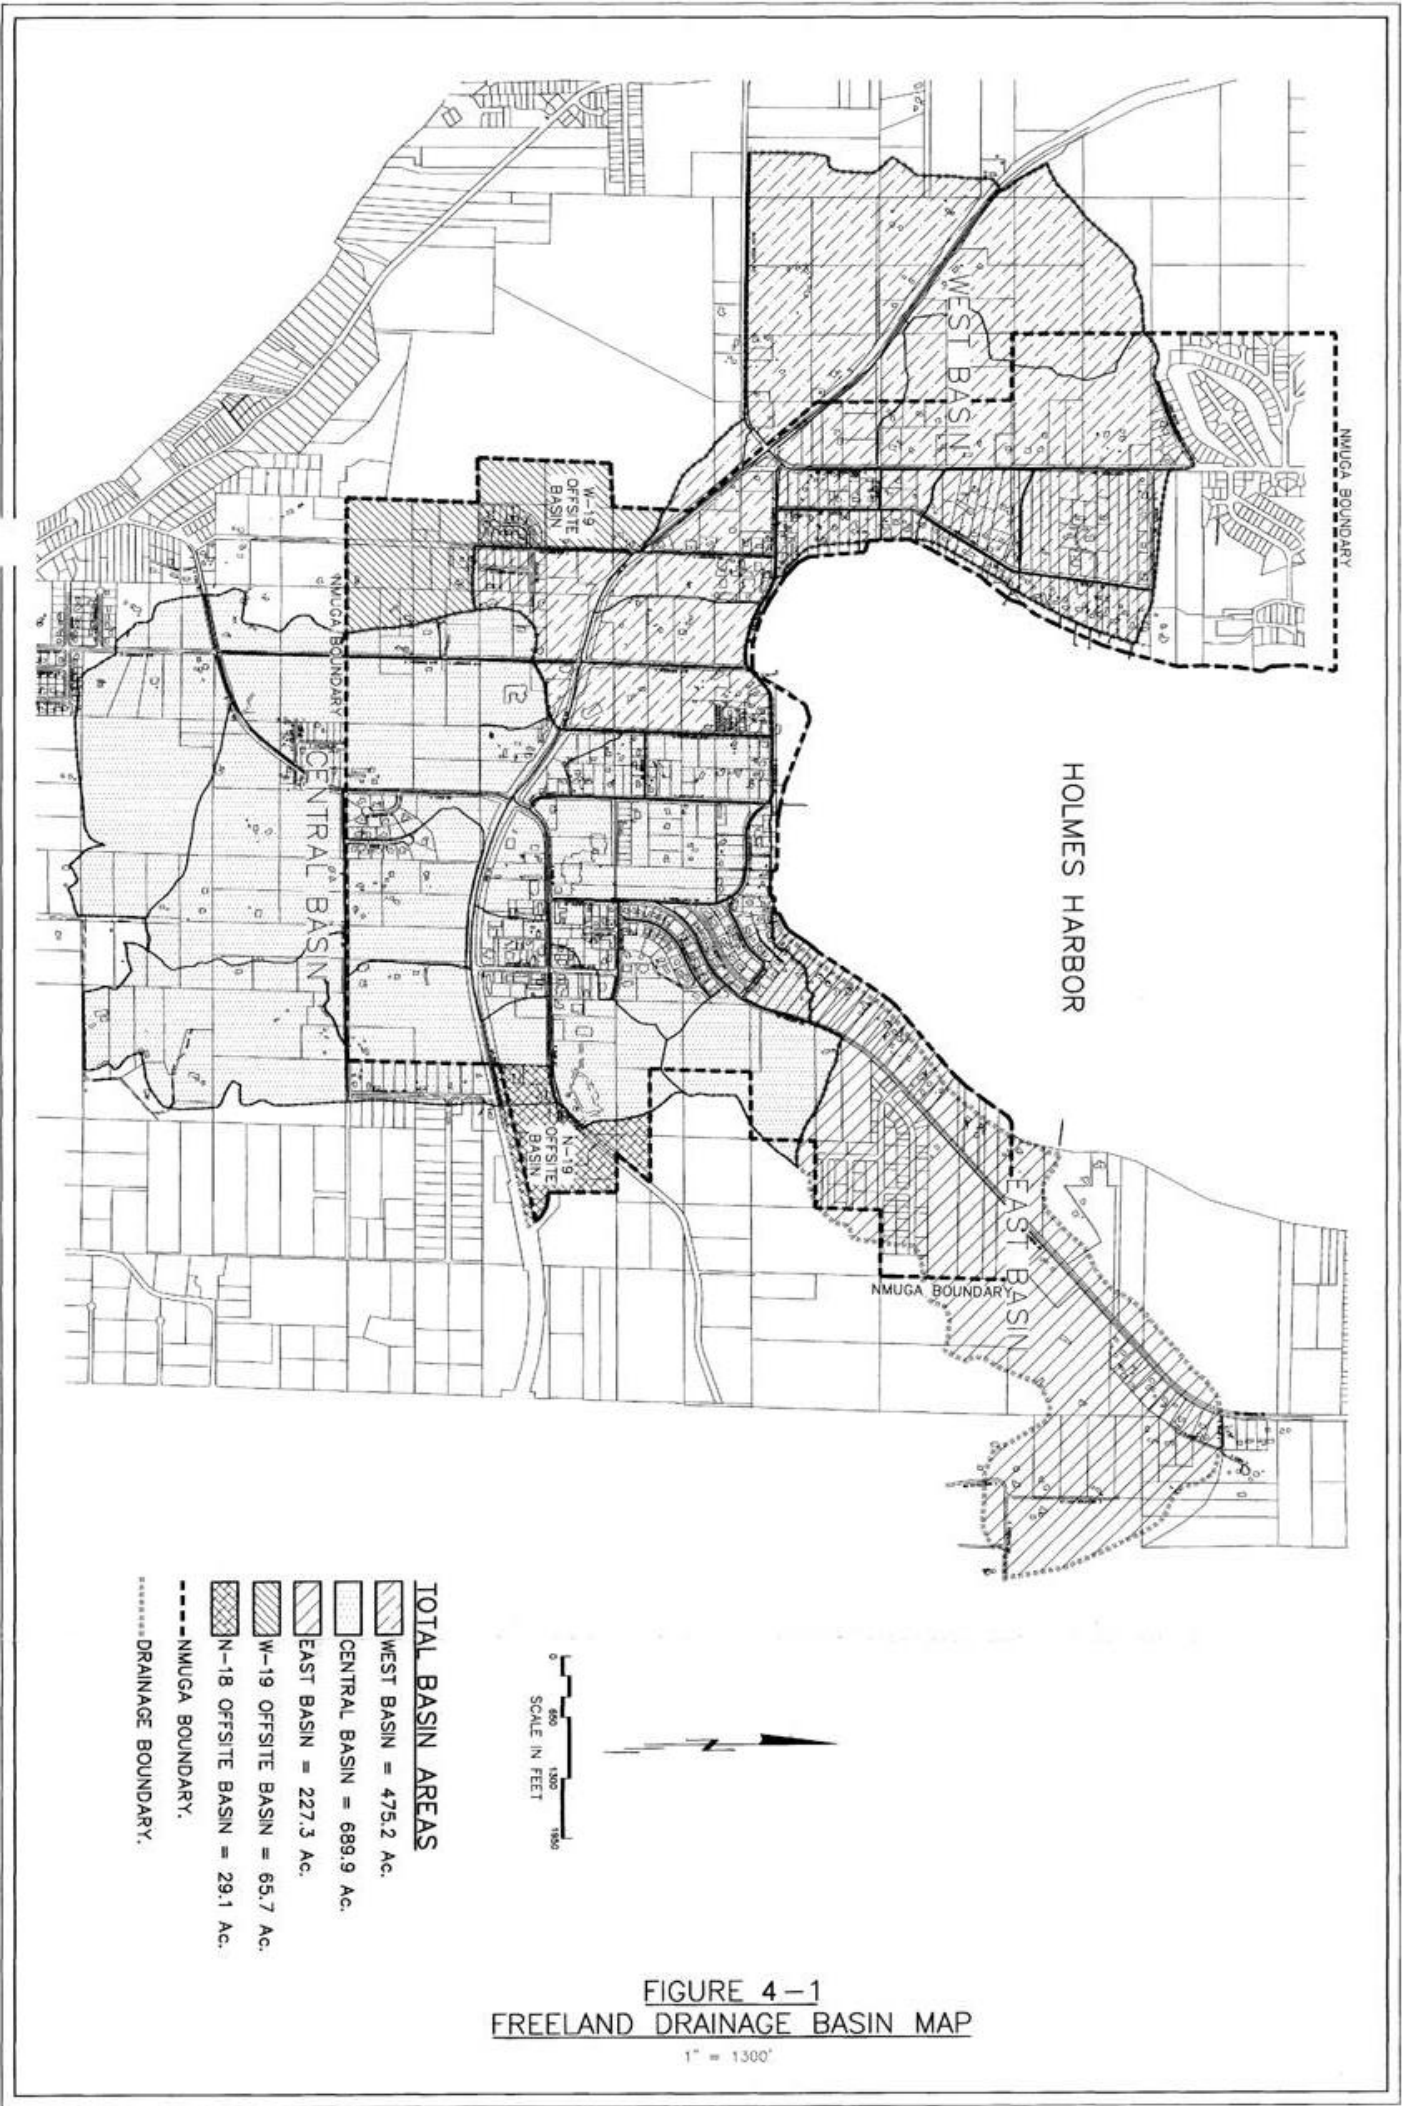 NMUGA BOUNDARY
WEST BASIN
W-19
OFFSITE
BASIN
NMUGA BOUNDARY
HOLMES HARBOR
CENTRAL BASIN
N-19
OFFSITE
BASIN
EAST BASIN
NMUGA BOUNDARY
TOTAL BASIN AREAS
WEST BASIN = 475.2 Ac.
CENTRAL BASIN = 689.9 Ac.
EAST BASIN = 227.3 Ac.
W-19 OFFSITE BASIN = 65.7 Ac.
N-18 OFFSITE BASIN = 29.1 Ac.
NMUGA BOUNDARY.
DRAINAGE BOUNDARY.
0 650 1300 1950
SCALE IN FEET
FIGURE 4-1
FREELAND DRAINAGE BASIN MAP
1" = 1300'